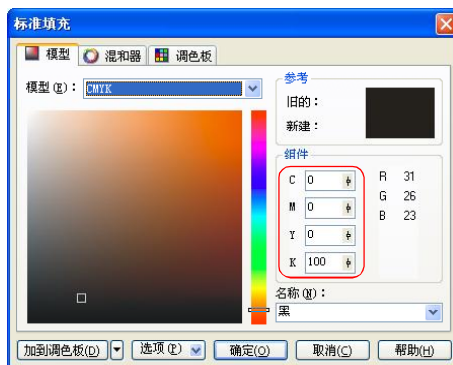 标准填充
模型 混和器 调色板
模型(E): CMYK
参考
旧的:
新建:
组件
C 0 R 31
M 0 G 26
Y 0 B 23
K 100
名称(N):
黑
加到调色板(D) 选项(P) 确定(O) 取消(C) 帮助(H)